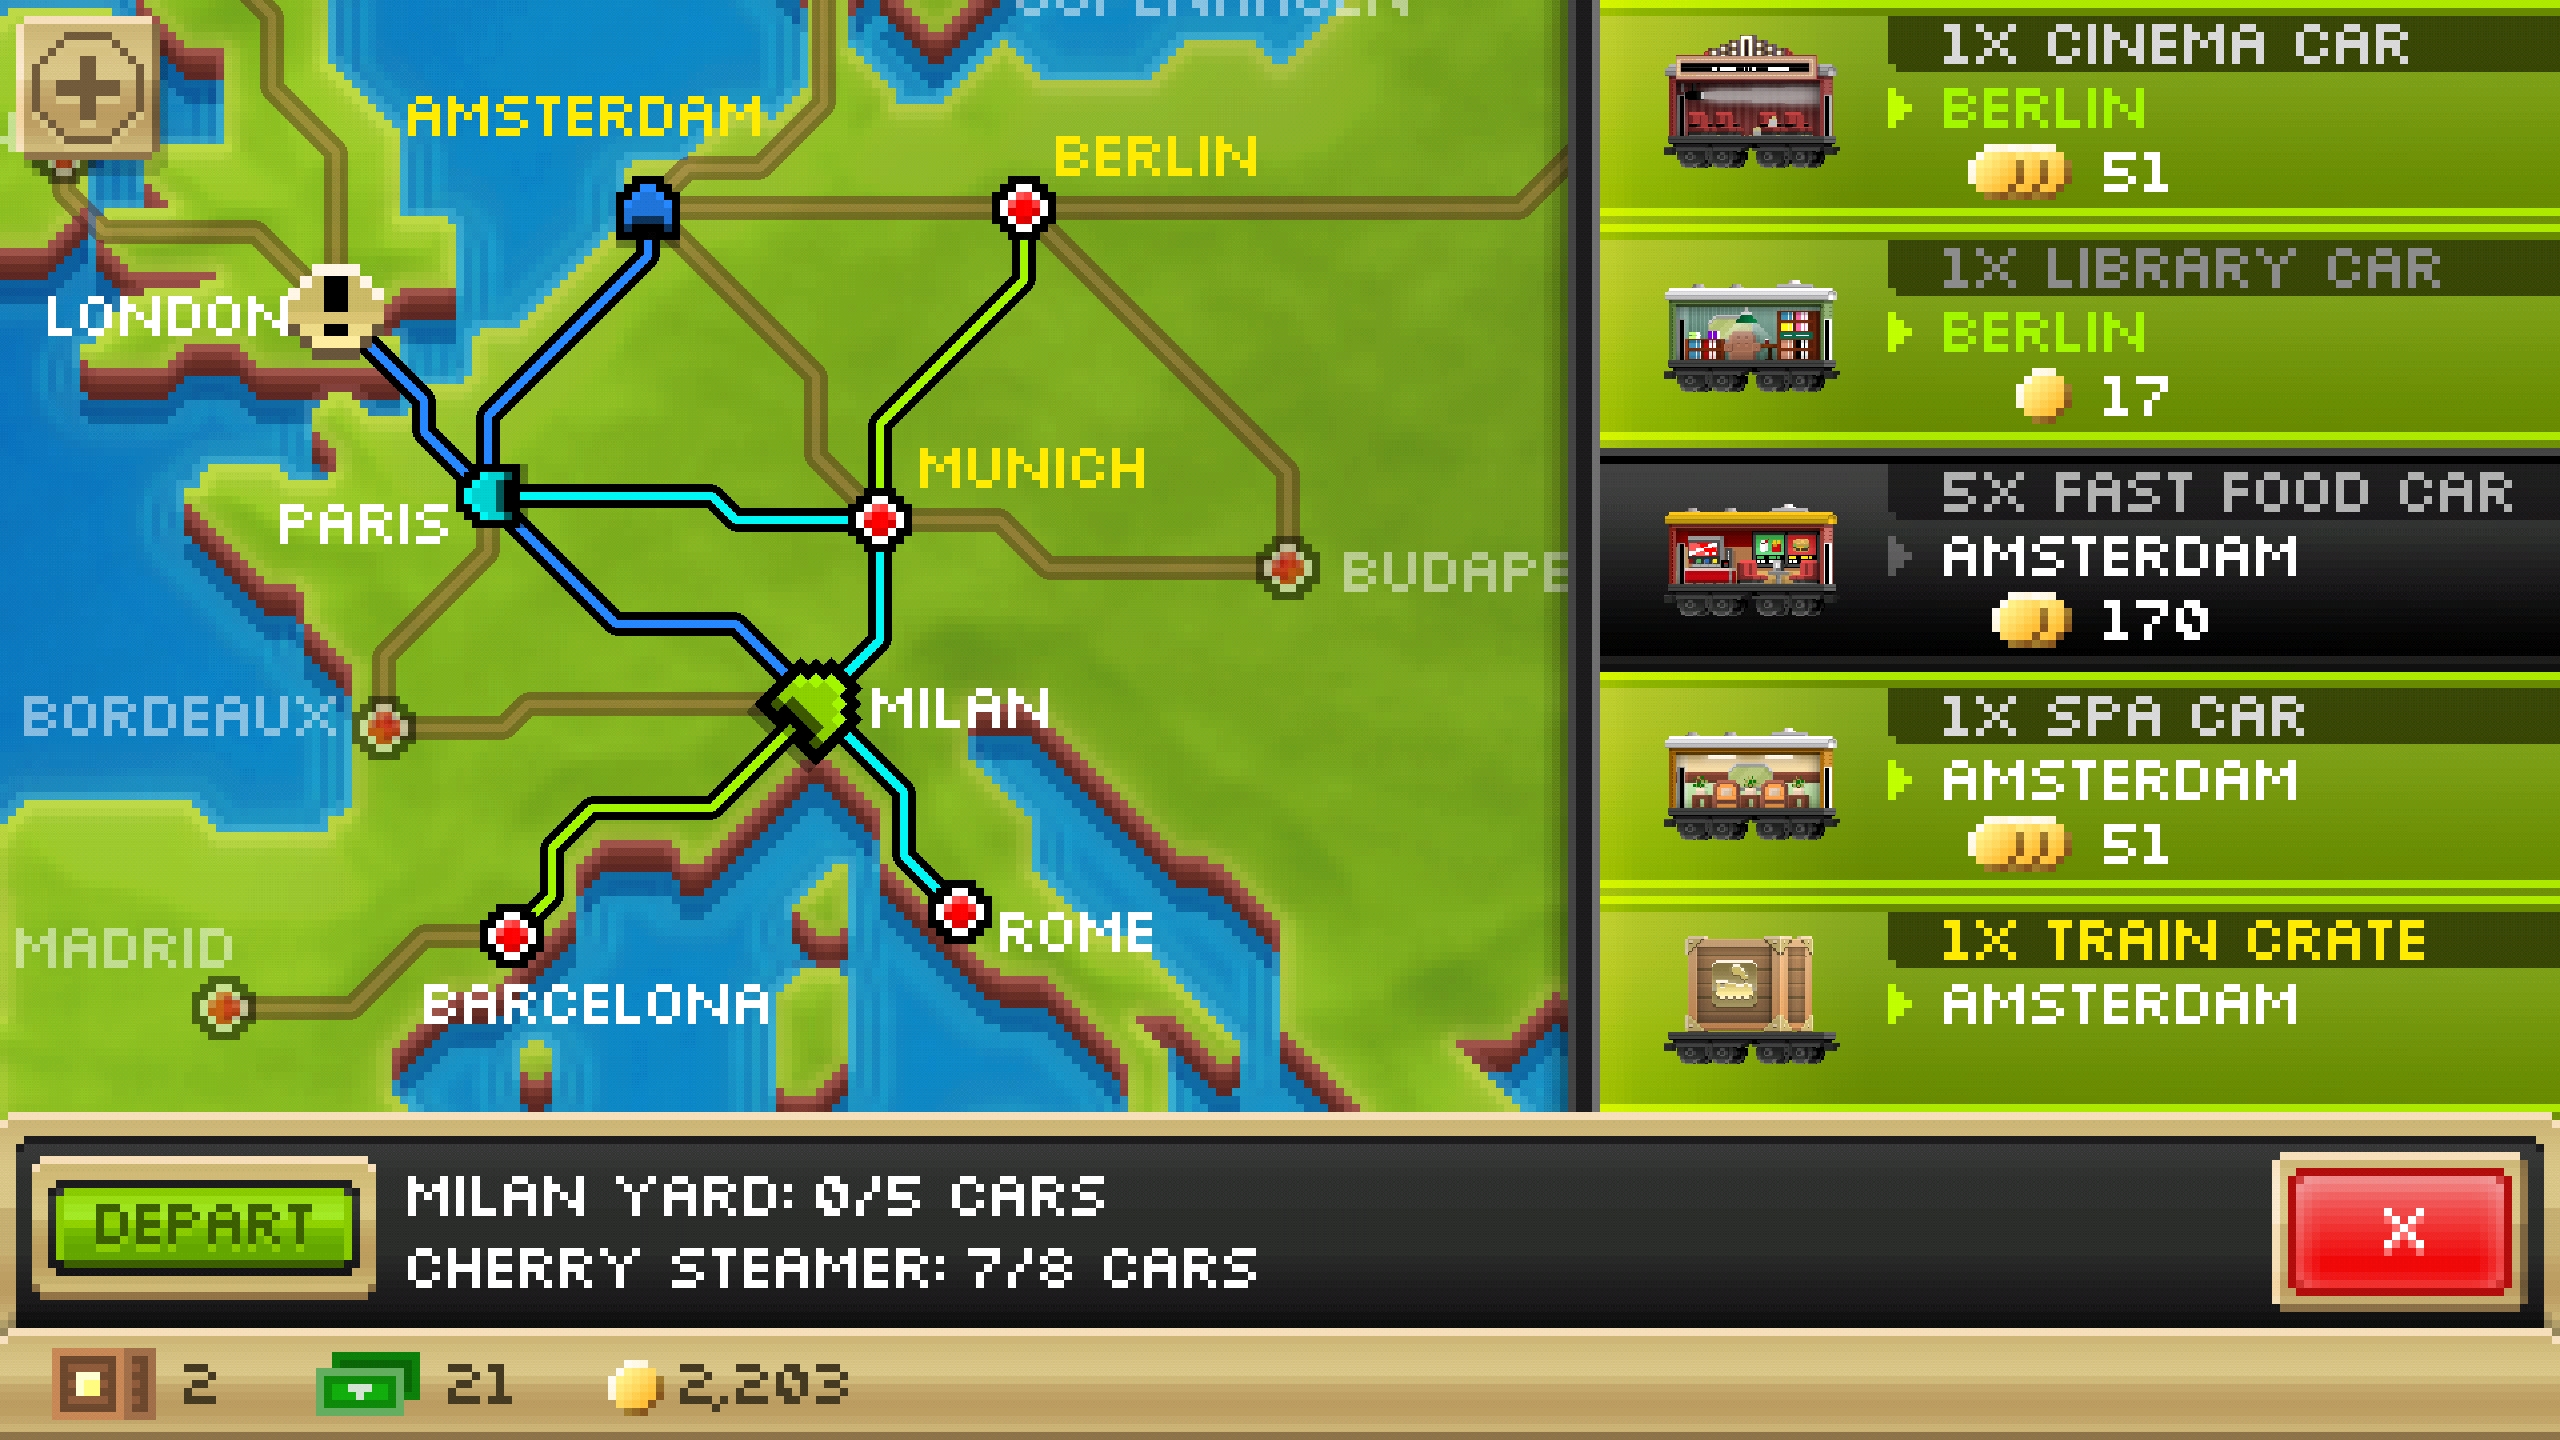 1X CINEMA CAR
BERLIN
51
1X LIBRARY CAR
BERLIN
17
5X FAST FOOD CAR
AMSTERDAM
170
1X SPA CAR
AMSTERDAM
51
1X TRAIN CRATE
AMSTERDAM
COPENHAGEN
AMSTERDAM
BERLIN
LONDON
MUNICH
PARIS
BUDAPE
BORDEAUX
MILAN
MADRID
ROME
BARCELONA
DEPART
MILAN YARD: 0/5 CARS
CHERRY STEAMER: 7/8 CARS
X
2
21
2,203